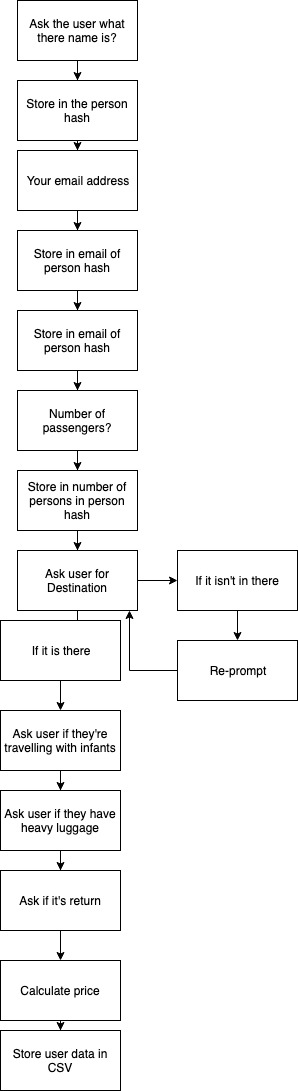 Ask the user what
there name is?
Store in the person
hash
Your email address
Store in email of
person hash
Store in email of
person hash
Number of
passengers?
Store in number of
persons in person
hash
Ask user for
Destination
If it isn't in there
Re-prompt
If it is there
Ask user if they're
travelling with infants
Ask user if they have
heavy luggage
Ask if it's return
Calculate price
Store user data in
CSV